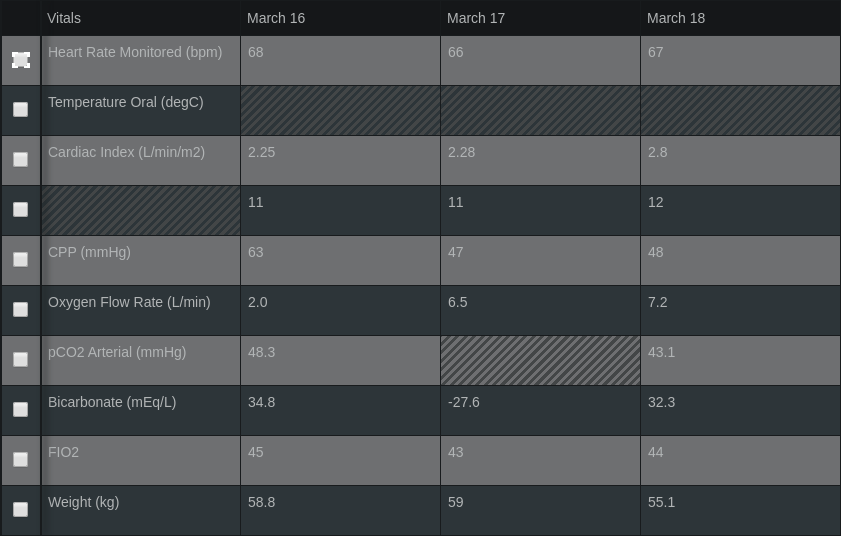 Vitals March 16 March 17 March 18
Heart Rate Monitored (bpm) 68 66 67
Temperature Oral (degC)
Cardiac Index (L/min/m2) 2.25 2.28 2.8
11 11 12
CPP (mmHg) 63 47 48
Oxygen Flow Rate (L/min) 2.0 6.5 7.2
pCO2 Arterial (mmHg) 48.3 43.1
Bicarbonate (mEq/L) 34.8 -27.6 32.3
FIO2 45 43 44
Weight (kg) 58.8 59 55.1